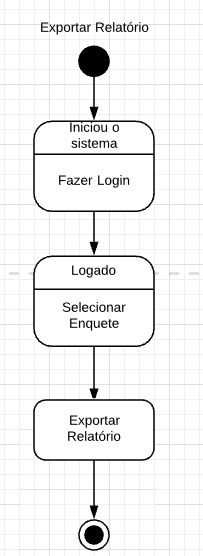 Exportar Relatório
Iniciou o
sistema
Fazer Login
Logado
Selecionar
Enquete
Exportar
Relatório